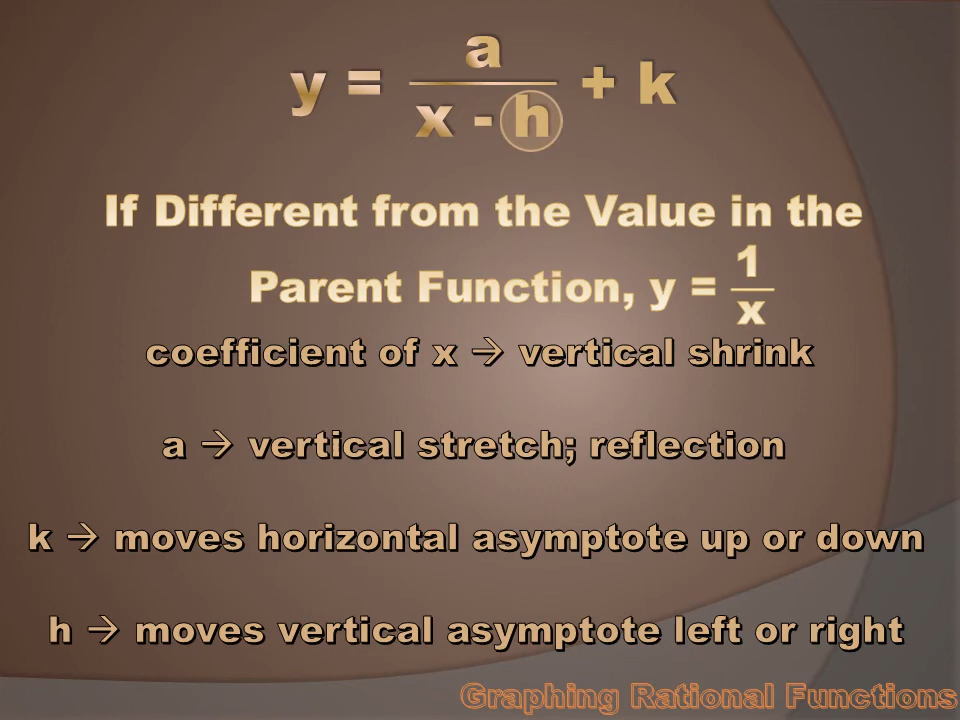 y = a/(x - h) + k
If Different from the Value in the
Parent Function, y = 1/x
coefficient of x → vertical shrink
a → vertical stretch; reflection
k → moves horizontal asymptote up or down
h → moves vertical asymptote left or right
Graphing Rational Functions